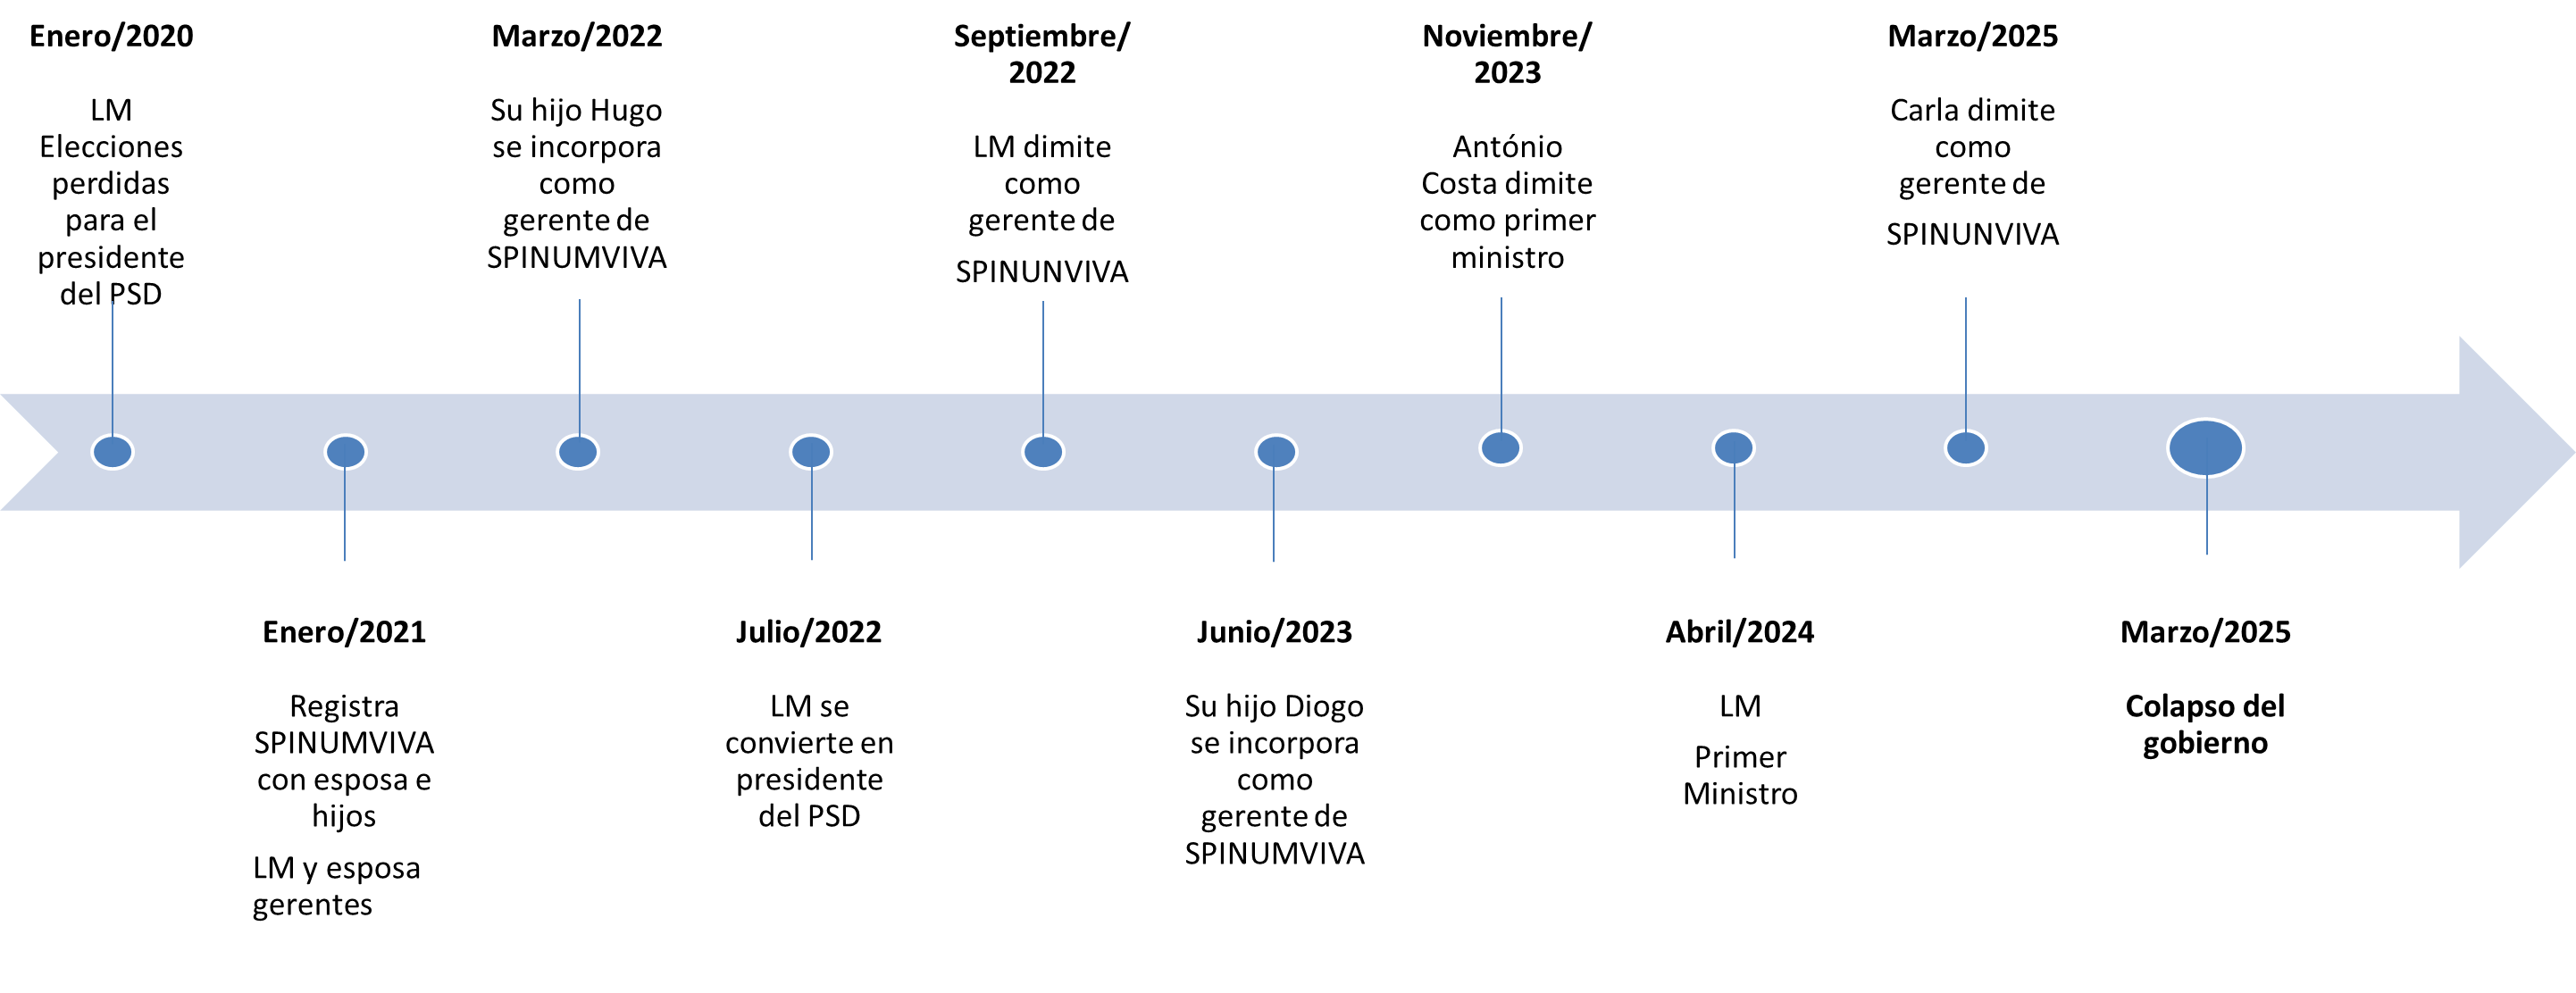 Enero/2020
LM
Elecciones
perdidas
para el
presidente
del PSD
Marzo/2022
Su hijo Hugo
se incorpora
como
gerente de
SPINUMVIVA
Septiembre/
2022
LM dimite
como
gerente de
SPINUNVIVA
Noviembre/
2023
António
Costa dimite
como primer
ministro
Marzo/2025
Carla dimite
como
gerente de
SPINUNVIVA
Enero/2021
Registra
SPINUMVIVA
con esposa e
hijos
LM y esposa
gerentes
Julio/2022
LM se
convierte en
presidente
del PSD
Junio/2023
Su hijo Diogo
se incorpora
como
gerente de
SPINUMVIVA
Abril/2024
LM
Primer
Ministro
Marzo/2025
Colapso del
gobierno